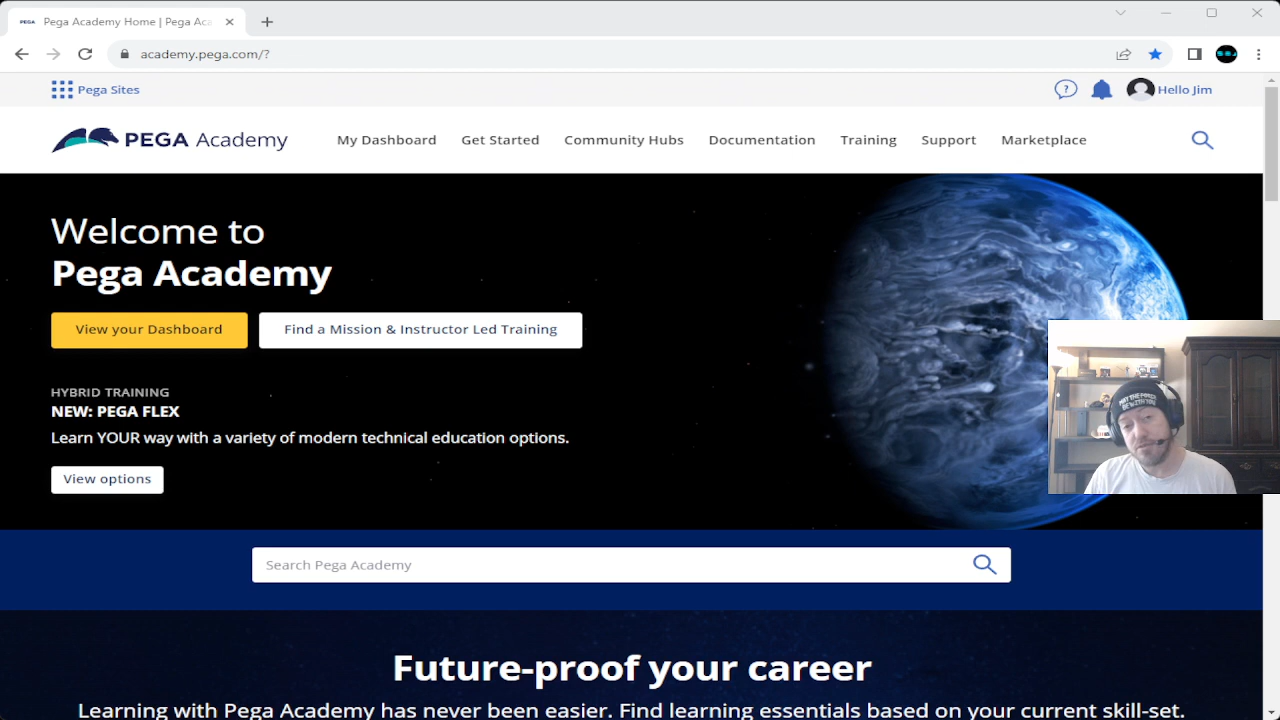 PEGA
Pega Academy Home | Pega Aca
academy.pega.com/?
Pega Sites
?
Hello Jim
PEGA Academy
My Dashboard
Get Started
Community Hubs
Documentation
Training
Support
Marketplace
Welcome to
Pega Academy
View your Dashboard
Find a Mission & Instructor Led Training
HYBRID TRAINING
NEW: PEGA FLEX
Learn YOUR way with a variety of modern technical education options.
View options
Search Pega Academy
Future-proof your career
Learning with Pega Academy has never been easier. Find learning essentials based on your current skill-set.